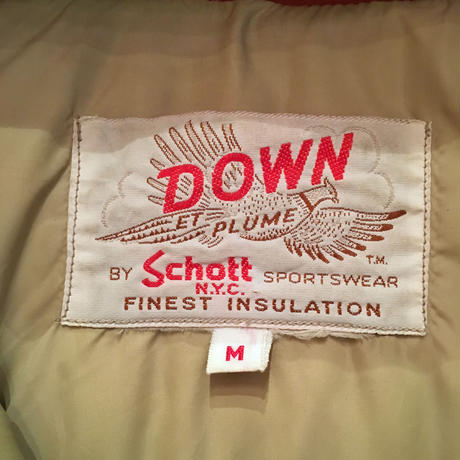 DOWN
ET PLUME
T.M.
BY Schott SPORTSWEAR
N.Y.C.
FINEST INSULATION
M